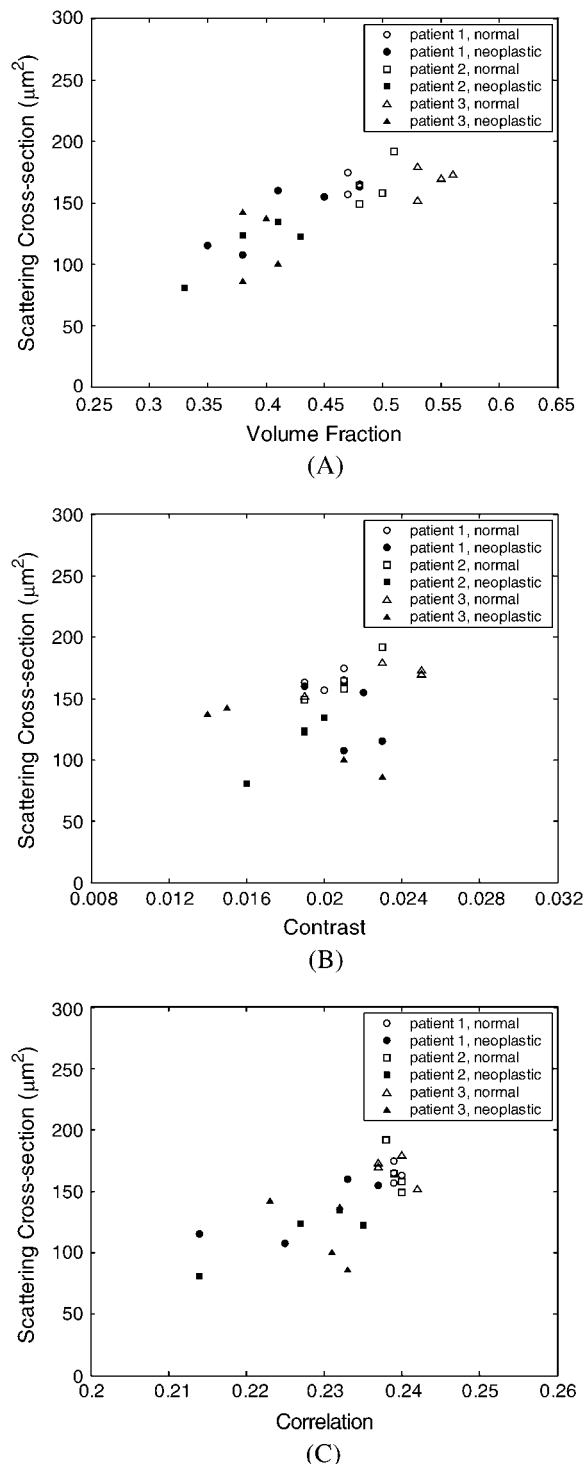 300
250
200
150
100
50
0
Scattering Cross-section (μm²)
patient 1, normal
patient 1, neoplastic
patient 2, normal
patient 2, neoplastic
patient 3, normal
patient 3, neoplastic
0.25 0.3 0.35 0.4 0.45 0.5 0.55 0.6 0.65
Volume Fraction
(A)
300
250
200
150
100
50
0
Scattering Cross-section (μm²)
patient 1, normal
patient 1, neoplastic
patient 2, normal
patient 2, neoplastic
patient 3, normal
patient 3, neoplastic
0.008 0.012 0.016 0.02 0.024 0.028 0.032
Contrast
(B)
300
250
200
150
100
50
0
Scattering Cross-section (μm²)
patient 1, normal
patient 1, neoplastic
patient 2, normal
patient 2, neoplastic
patient 3, normal
patient 3, neoplastic
0.2 0.21 0.22 0.23 0.24 0.25 0.26
Correlation
(C)